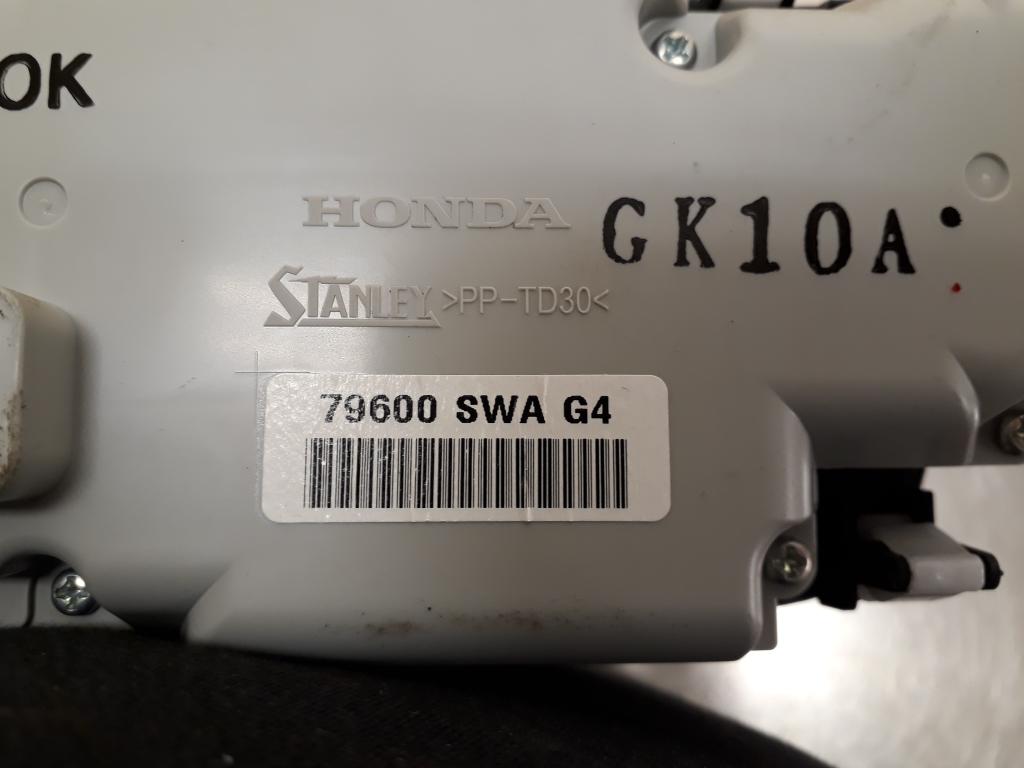 OK
HONDA
GK10A
STANLEY >PP-TD30<
79600 SWA G4